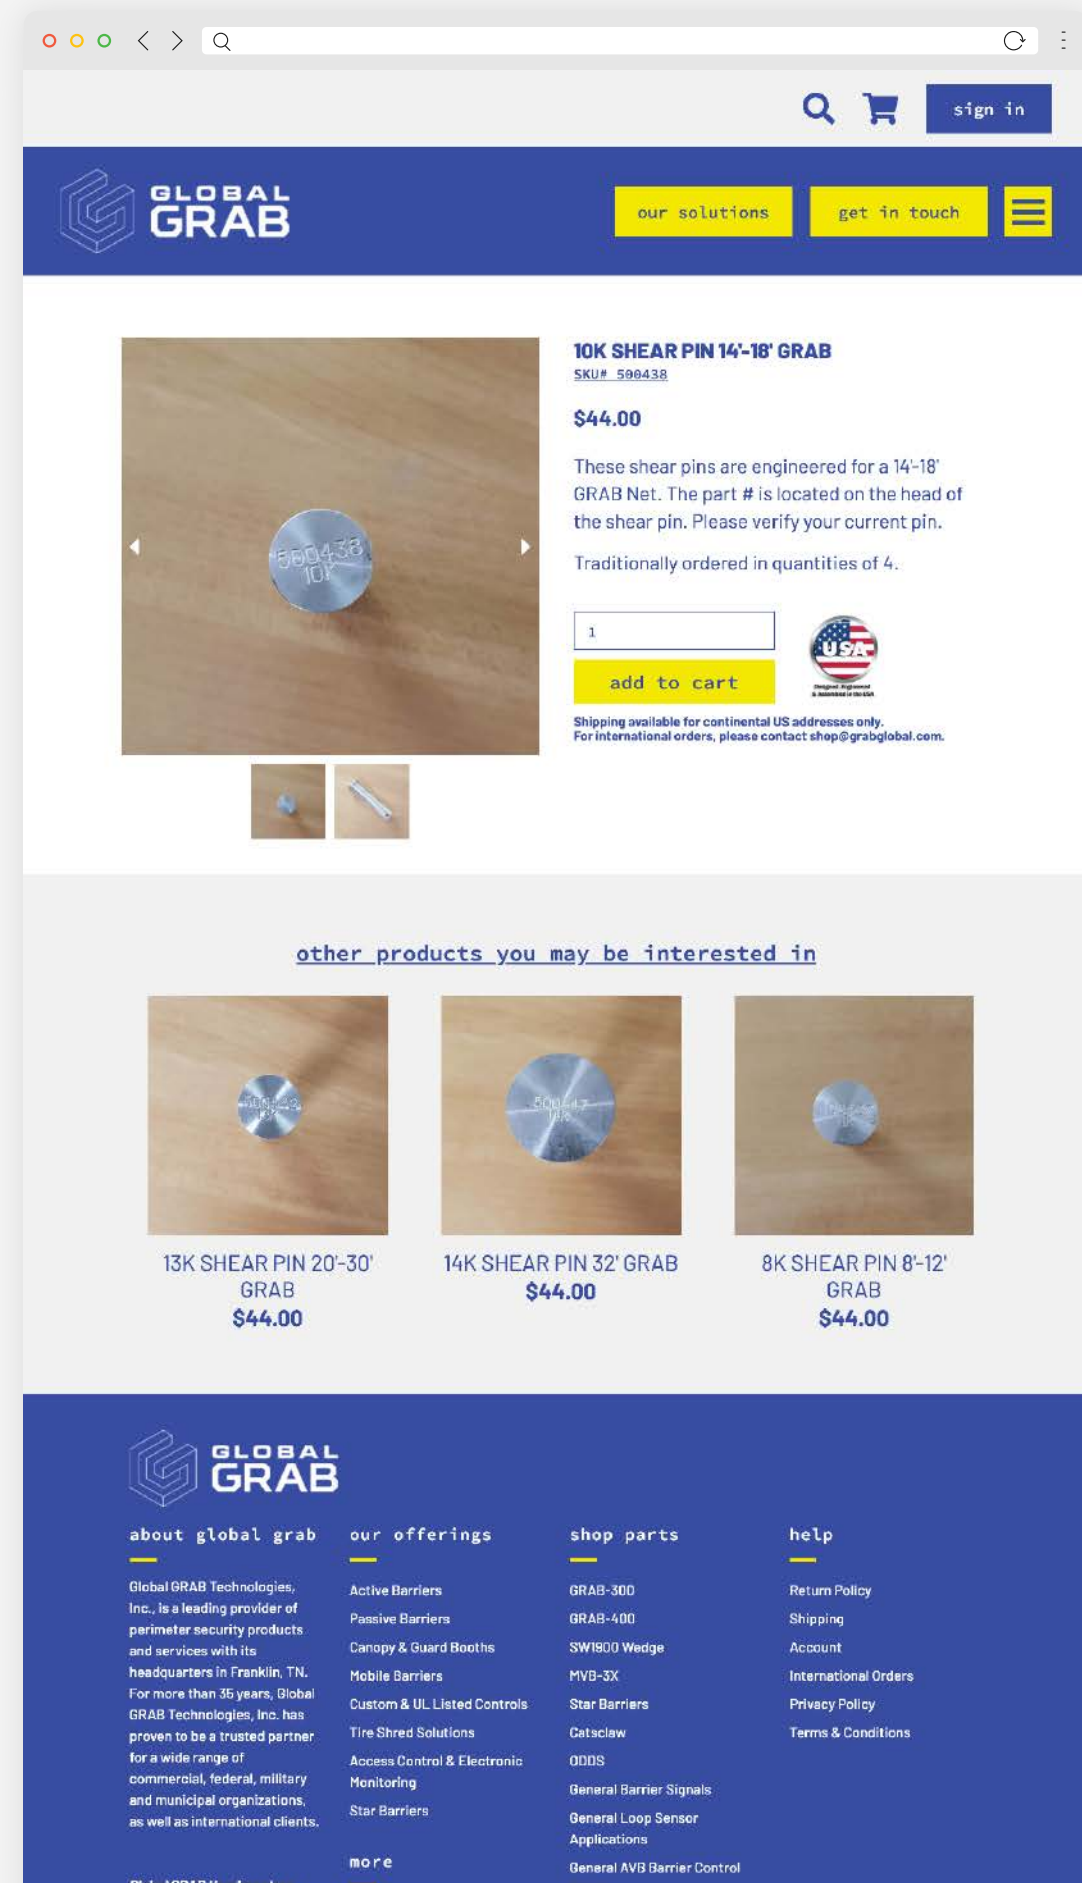 sign in
GLOBAL
GRAB
our solutions
get in touch
10K SHEAR PIN 14'-18' GRAB
SKU# 500438
$44.00
These shear pins are engineered for a 14'-18'
GRAB Net. The part # is located on the head of
the shear pin. Please verify your current pin.
Traditionally ordered in quantities of 4.
500438
10K
1
USA
Designed, Engineered
& Assembled in the USA
add to cart
Shipping available for continental US addresses only.
For international orders, please contact shop@grabglobal.com.
other products you may be interested in
13K SHEAR PIN 20'-30'
GRAB
$44.00
14K SHEAR PIN 32' GRAB
$44.00
8K SHEAR PIN 8'-12'
GRAB
$44.00
GLOBAL
GRAB
about global grab
Global GRAB Technologies,
Inc., is a leading provider of
perimeter security products
and services with its
headquarters in Franklin, TN.
For more than 35 years, Global
GRAB Technologies, Inc. has
proven to be a trusted partner
for a wide range of
commercial, federal, military
and municipal organizations,
as well as international clients.
our offerings
Active Barriers
Passive Barriers
Canopy & Guard Booths
Mobile Barriers
Custom & UL Listed Controls
Tire Shred Solutions
Access Control & Electronic
Monitoring
Star Barriers
more
shop parts
GRAB-300
GRAB-400
SW1900 Wedge
MVB-3X
Star Barriers
Catsclaw
ODDS
General Barrier Signals
General Loop Sensor
Applications
General AVB Barrier Control
help
Return Policy
Shipping
Account
International Orders
Privacy Policy
Terms & Conditions